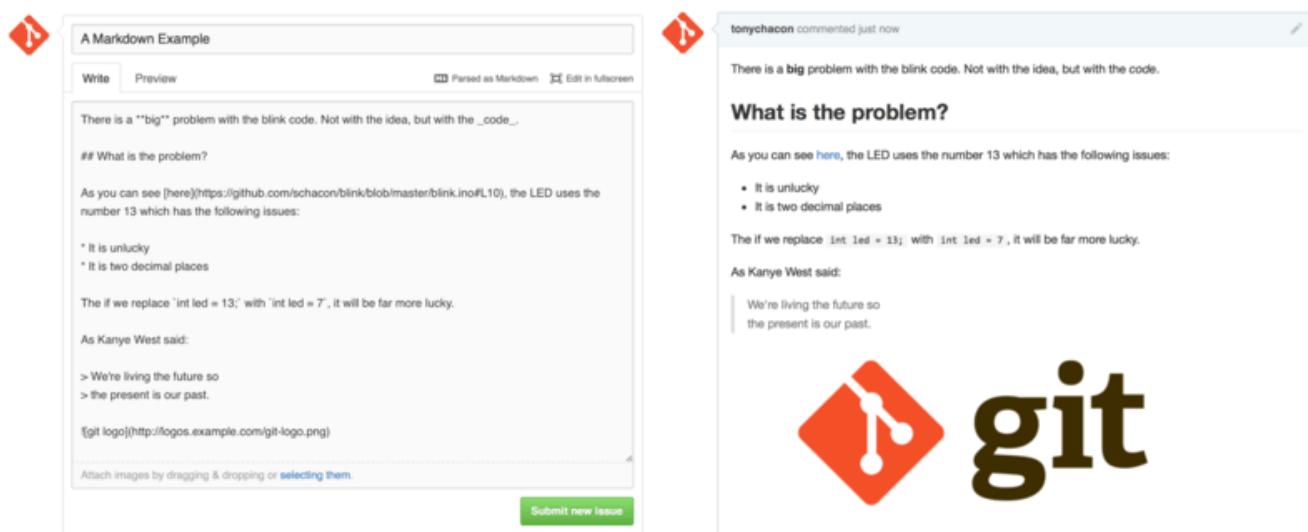 A Markdown Example
Write Preview Parsed as Markdown Edit in fullscreen
There is a **big** problem with the blink code. Not with the idea, but with the _code_.
## What is the problem?
As you can see [here](https://github.com/schacon/blink/blob/master/blink.ino#L10), the LED uses the
number 13 which has the following issues:
* It is unlucky
* It is two decimal places
The if we replace `int led = 13;` with `int led = 7`, it will be far more lucky.
As Kanye West said:
> We're living the future so
> the present is our past.
![git logo](http://logos.example.com/git-logo.png)
Attach images by dragging & dropping or selecting them.
Submit new issue
tonychacon commented just now
There is a big problem with the blink code. Not with the idea, but with the code.
What is the problem?
As you can see here, the LED uses the number 13 which has the following issues:
• It is unlucky
• It is two decimal places
The if we replace int led = 13; with int led = 7, it will be far more lucky.
As Kanye West said:
We're living the future so
the present is our past.
git